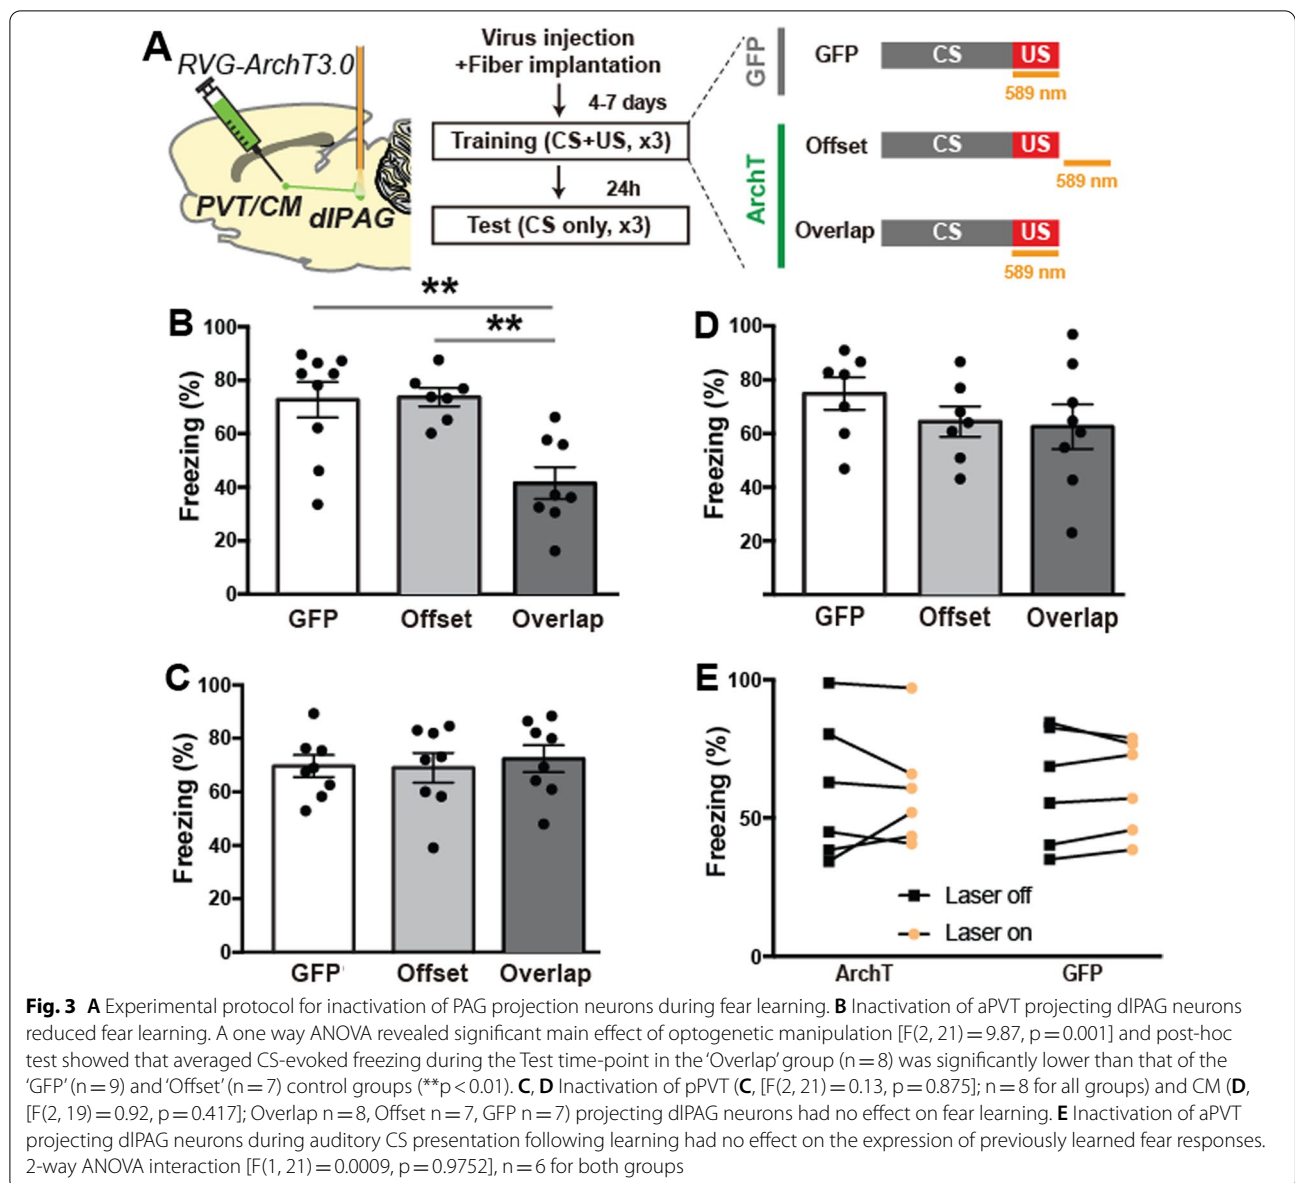 A
RVG-ArchT3.0
PVT/CM
dlPAG
Virus injection
+Fiber implantation
4-7 days
Training (CS+US, x3)
24h
Test (CS only, x3)
GFP
ArchT
GFP
CS
US
589 nm
Offset
CS
US
589 nm
Overlap
CS
US
589 nm
B
**
**
Freezing (%)
100
80
60
40
20
0
GFP
Offset
Overlap
D
Freezing (%)
100
80
60
40
20
GFP
Offset
Overlap
C
Freezing (%)
100
80
60
40
20
0
GFP
Offset
Overlap
E
Freezing (%)
100
50
0
Laser off
Laser on
ArchT
GFP
Fig. 3 A Experimental protocol for inactivation of PAG projection neurons during fear learning. B Inactivation of aPVT projecting dlPAG neurons
reduced fear learning. A one way ANOVA revealed significant main effect of optogenetic manipulation [F(2, 21) = 9.87, p = 0.001] and post-hoc
test showed that averaged CS-evoked freezing during the Test time-point in the ‘Overlap’ group (n = 8) was significantly lower than that of the
‘GFP’ (n = 9) and ‘Offset’ (n = 7) control groups (**p < 0.01). C, D Inactivation of pPVT (C, [F(2, 21) = 0.13, p = 0.875]; n = 8 for all groups) and CM (D,
[F(2, 19) = 0.92, p = 0.417]; Overlap n = 8, Offset n = 7, GFP n = 7) projecting dlPAG neurons had no effect on fear learning. E Inactivation of aPVT
projecting dlPAG neurons during auditory CS presentation following learning had no effect on the expression of previously learned fear responses.
2-way ANOVA interaction [F(1, 21) = 0.0009, p = 0.9752], n = 6 for both groups